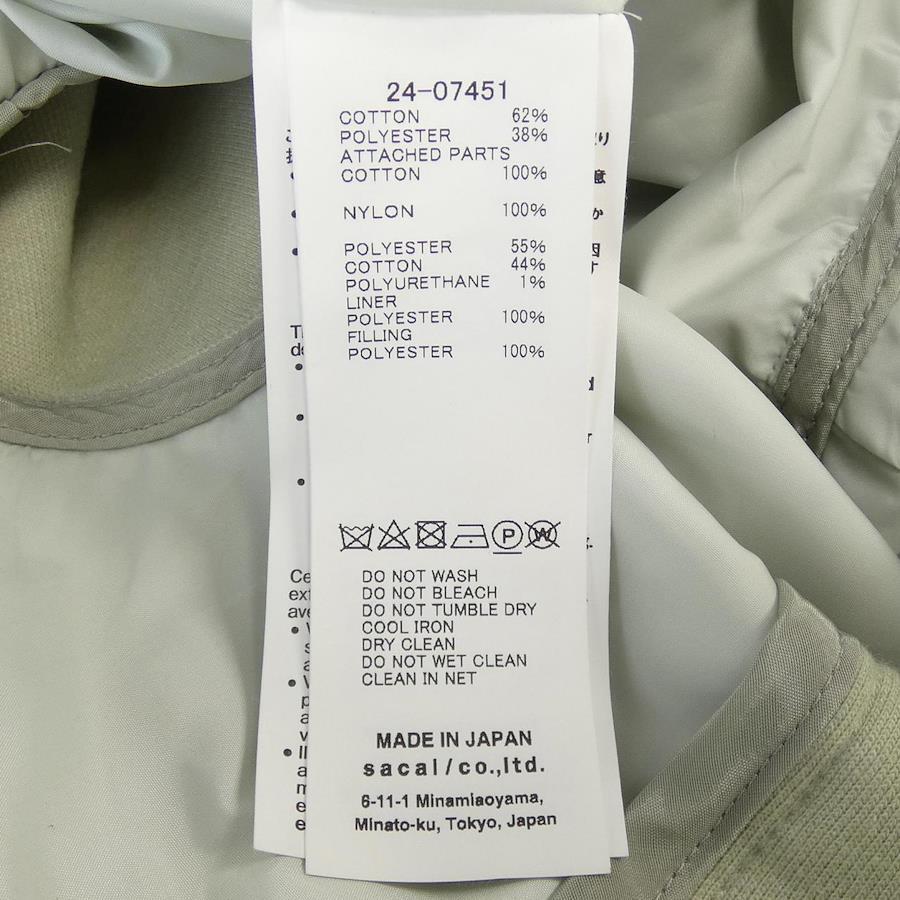 24-07451
COTTON 62%
POLYESTER 38%
ATTACHED PARTS
COTTON 100%
NYLON 100%
POLYESTER 55%
COTTON 44%
POLYURETHANE 1%
LINER
POLYESTER 100%
FILLING
POLYESTER 100%
P W
DO NOT WASH
DO NOT BLEACH
DO NOT TUMBLE DRY
COOL IRON
DRY CLEAN
DO NOT WET CLEAN
CLEAN IN NET
MADE IN JAPAN
sacai/co.,ltd.
6-11-1 Minamiaoyama,
Minato-ku, Tokyo, Japan